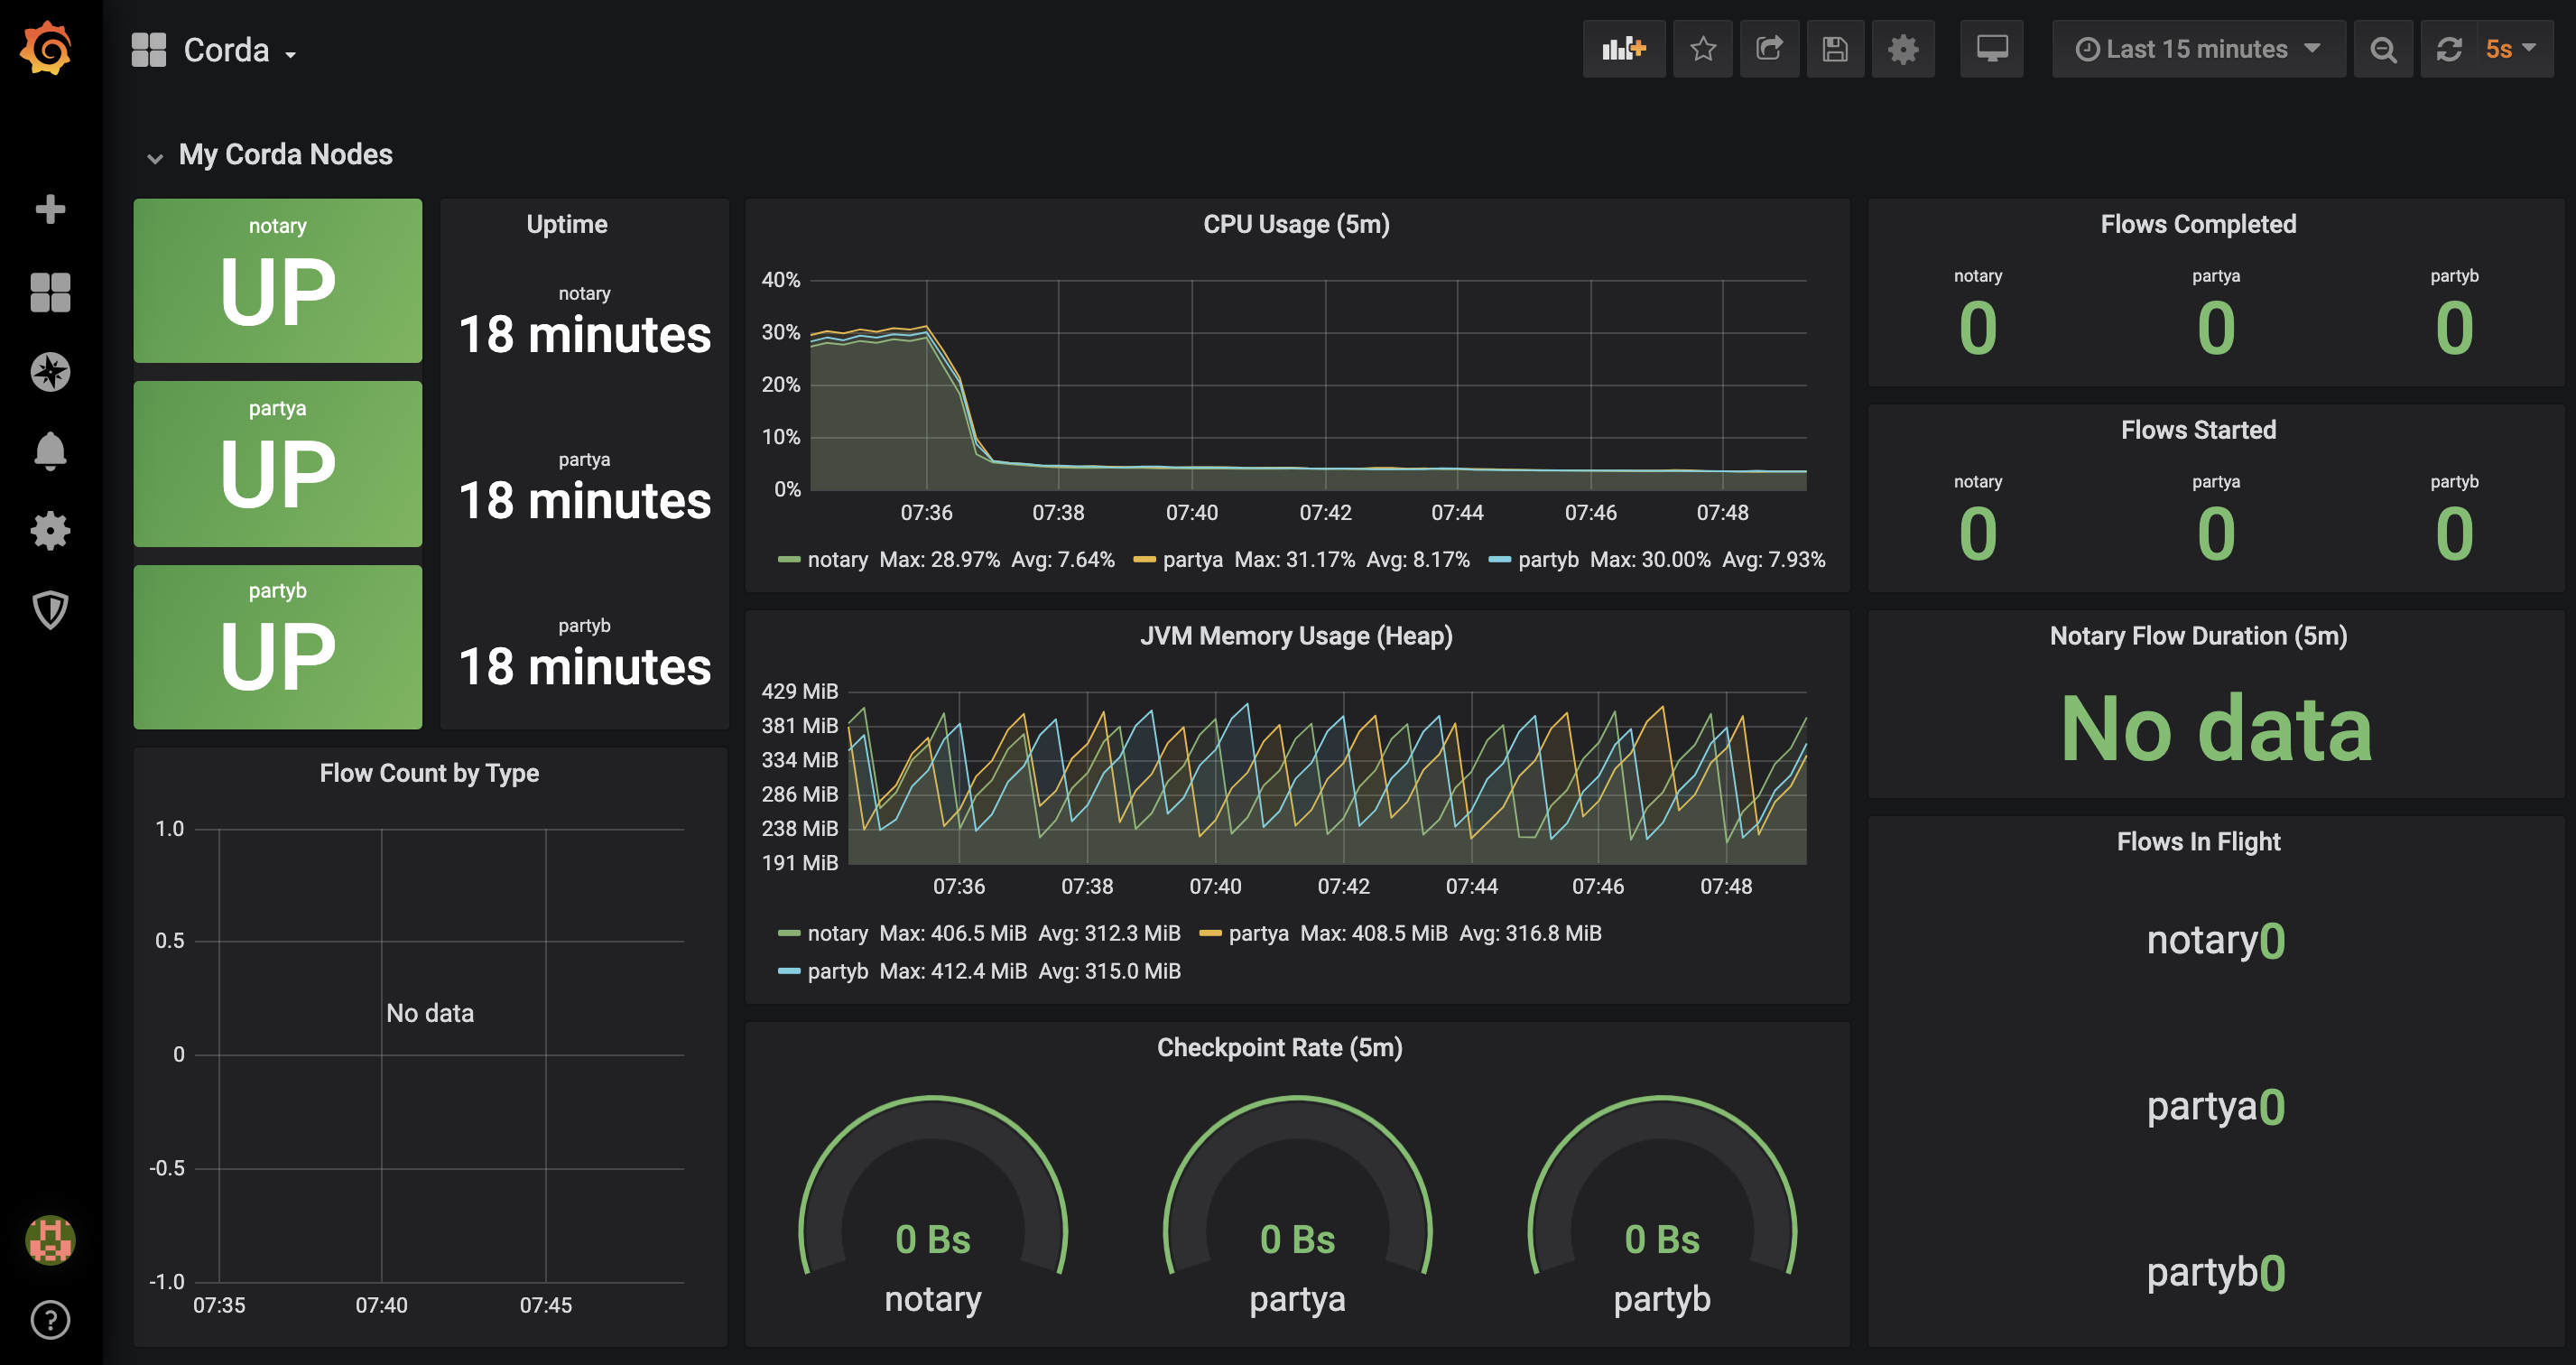 Corda
Last 15 minutes
5s
My Corda Nodes
notary
UP
partya
UP
partyb
UP
Uptime
notary
18 minutes
partya
18 minutes
partyb
18 minutes
Flow Count by Type
1.0
0.5
0
-0.5
-1.0
No data
07:35 07:40 07:45
CPU Usage (5m)
40%
30%
20%
10%
0%
07:36 07:38 07:40 07:42 07:44 07:46 07:48
notary Max: 28.97% Avg: 7.64% partya Max: 31.17% Avg: 8.17% partyb Max: 30.00% Avg: 7.93%
JVM Memory Usage (Heap)
429 MiB
381 MiB
334 MiB
286 MiB
238 MiB
191 MiB
07:36 07:38 07:40 07:42 07:44 07:46 07:48
notary Max: 406.5 MiB Avg: 312.3 MiB partya Max: 408.5 MiB Avg: 316.8 MiB
partyb Max: 412.4 MiB Avg: 315.0 MiB
Checkpoint Rate (5m)
0 Bs 0 Bs 0 Bs
notary partya partyb
Flows Completed
notary partya partyb
0 0 0
Flows Started
notary partya partyb
0 0 0
Notary Flow Duration (5m)
No data
Flows In Flight
notary0
partya0
partyb0
?